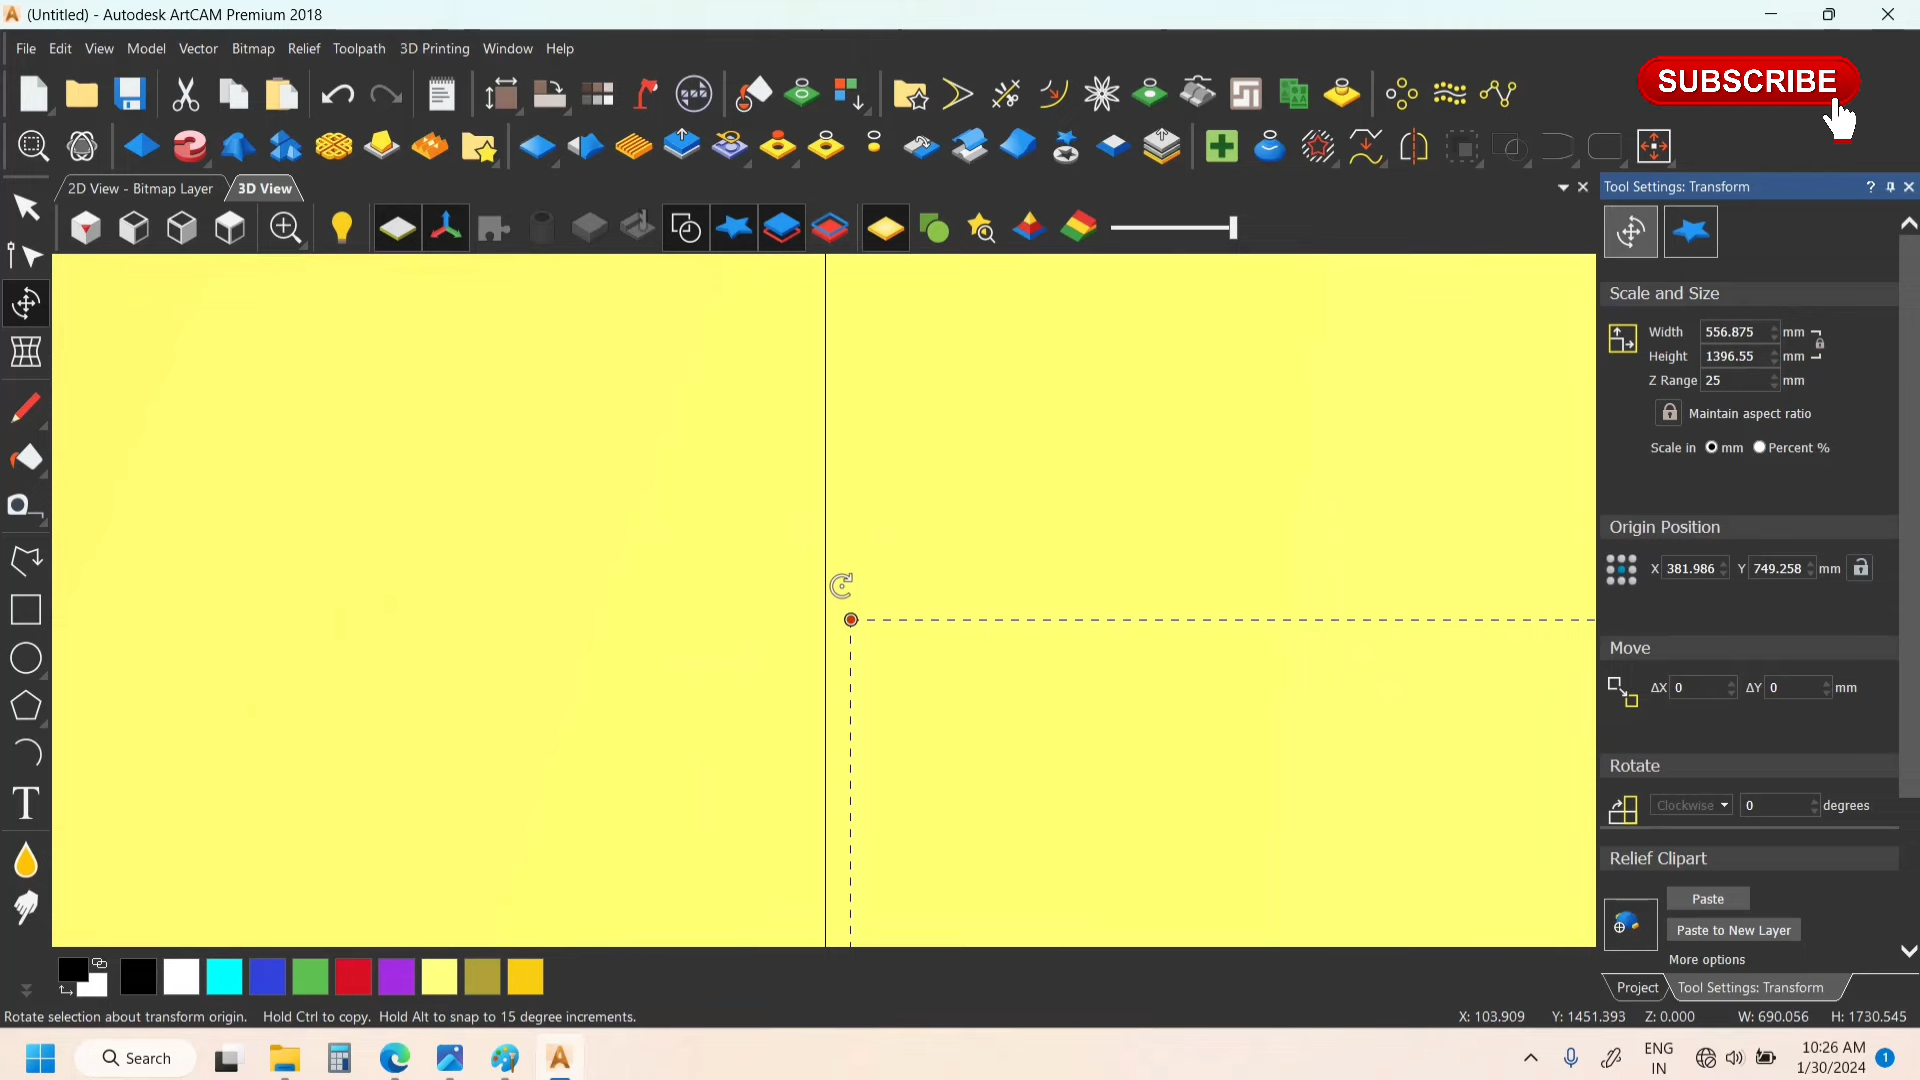 (Untitled) - Autodesk ArtCAM Premium 2018
File Edit View Model Vector Bitmap Relief Toolpath 3D Printing Window Help
SUBSCRIBE
2D View - Bitmap Layer 3D View
Tool Settings: Transform
Scale and Size
Width 556.875 mm
Height 1396.55 mm
Z Range 25 mm
Maintain aspect ratio
Scale in mm Percent %
Origin Position
X 381.986 Y 749.258 mm
Move
ΔX 0 ΔY 0 mm
Rotate
Clockwise 0 degrees
Relief Clipart
Paste
Paste to New Layer
More options
Project Tool Settings: Transform
Rotate selection about transform origin. Hold Ctrl to copy. Hold Alt to snap to 15 degree increments.
X: 103.909 Y: 1451.393 Z: 0.000 W: 690.056 H: 1730.545
Search
ENG
IN
10:26 AM
1/30/2024
1